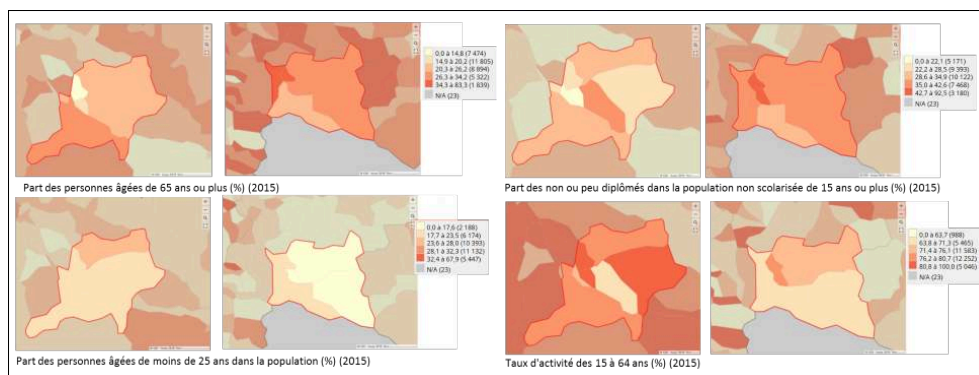 0,0 à 14,8 (7 474)
14,9 à 20,2 (11 805)
20,3 à 26,2 (8 894)
26,3 à 34,2 (5 322)
34,3 à 83,3 (1 839)
N/A (23)
Part des personnes âgées de 65 ans ou plus (%) (2015)
0,0 à 22,1 (5 171)
22,2 à 28,5 (9 393)
28,6 à 34,9 (10 122)
35,0 à 42,6 (7 468)
42,7 à 92,5 (3 180)
N/A (23)
Part des non ou peu diplômés dans la population non scolarisée de 15 ans ou plus (%) (2015)
0,0 à 17,6 (2 188)
17,7 à 23,5 (6 174)
23,6 à 28,0 (10 393)
28,1 à 32,3 (11 132)
32,4 à 67,9 (5 447)
N/A (23)
Part des personnes âgées de moins de 25 ans dans la population (%) (2015)
0,0 à 63,7 (988)
63,8 à 71,3 (5 465)
71,4 à 76,1 (11 583)
76,2 à 80,7 (12 252)
80,8 à 100,0 (5 046)
N/A (23)
Taux d'activité des 15 à 64 ans (%) (2015)